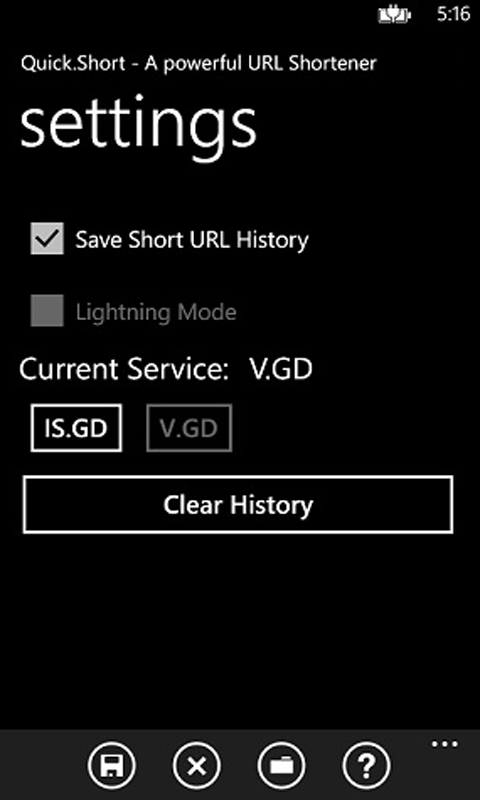 5:16
Quick.Short - A powerful URL Shortener
settings
Save Short URL History
Lightning Mode
Current Service: V.GD
IS.GD V.GD
Clear History